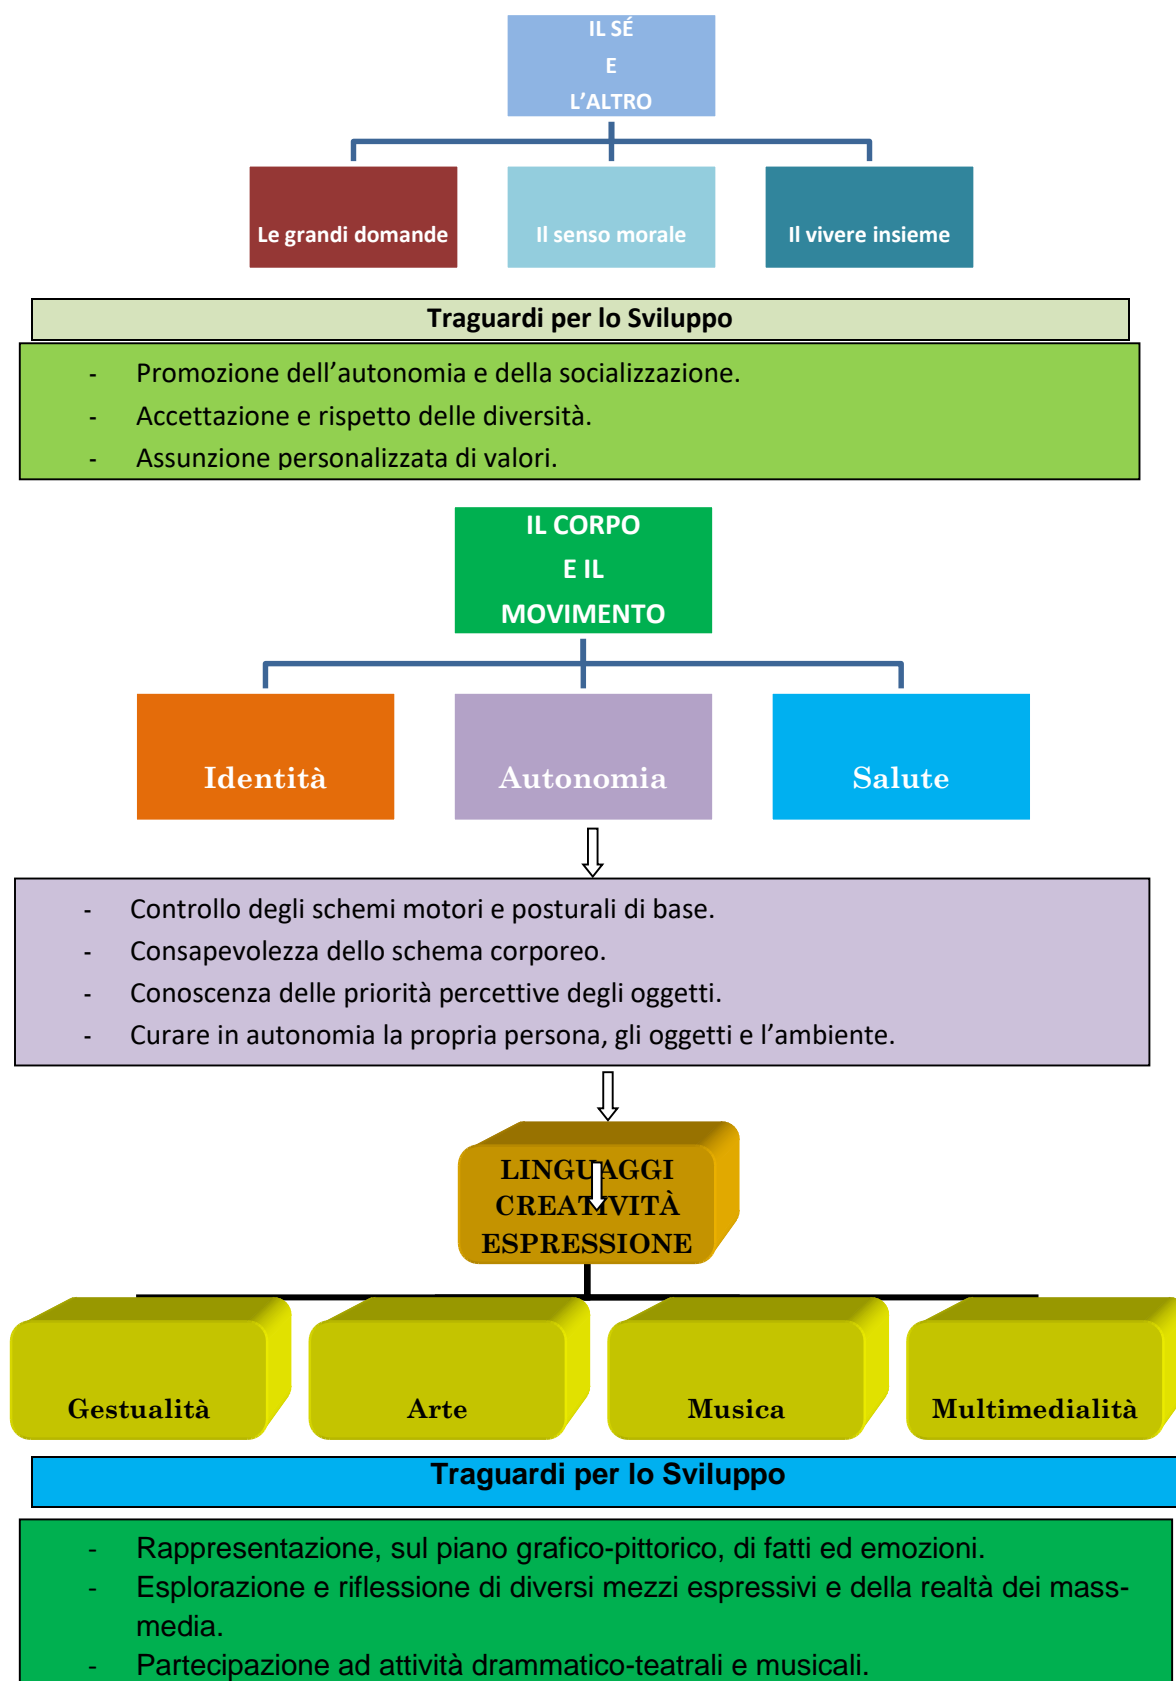 IL SÉ
E
L’ALTRO
Le grandi domande
Il senso morale
Il vivere insieme
Traguardi per lo Sviluppo
- Promozione dell’autonomia e della socializzazione.
- Accettazione e rispetto delle diversità.
- Assunzione personalizzata di valori.
IL CORPO
E IL
MOVIMENTO
Identità
Autonomia
Salute
- Controllo degli schemi motori e posturali di base.
- Consapevolezza dello schema corporeo.
- Conoscenza delle priorità percettive degli oggetti.
- Curare in autonomia la propria persona, gli oggetti e l’ambiente.
LINGUAGGI
CREATIVITÀ
ESPRESSIONE
Gestualità
Arte
Musica
Multimedialità
Traguardi per lo Sviluppo
- Rappresentazione, sul piano grafico-pittorico, di fatti ed emozioni.
- Esplorazione e riflessione di diversi mezzi espressivi e della realtà dei mass-
media.
- Partecipazione ad attività drammatico-teatrali e musicali.